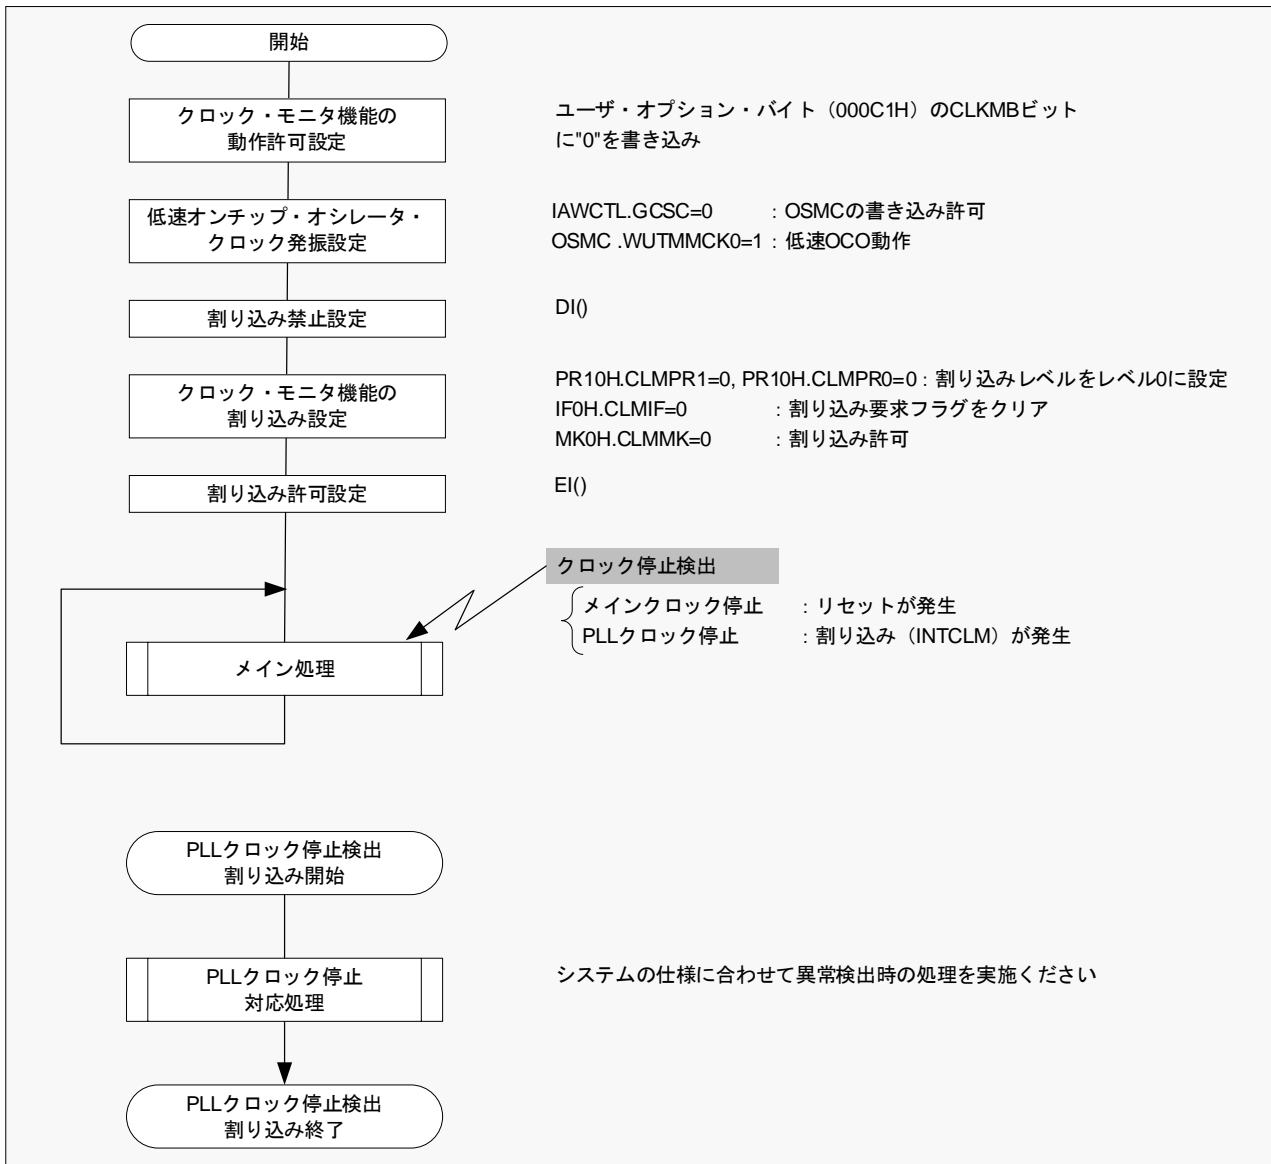 開始
クロック・モニタ機能の
動作許可設定
ユーザ・オプション・バイト（000C1H）のCLKMBビット
に"0"を書き込み
低速オンチップ・オシレータ・
クロック発振設定
IAWCTL.GCSC=0 ：OSMCの書き込み許可
OSMC .WUTMMCK0=1：低速OCO動作
割り込み禁止設定
DI()
クロック・モニタ機能の
割り込み設定
PR10H.CLMPR1=0, PR10H.CLMPR0=0：割り込みレベルをレベル0に設定
IF0H.CLMIF=0 ：割り込み要求フラグをクリア
MK0H.CLMMK=0 ：割り込み許可
割り込み許可設定
EI()
クロック停止検出
メインクロック停止 ：リセットが発生
PLLクロック停止 ：割り込み（INTCLM）が発生
メイン処理
PLLクロック停止検出
割り込み開始
PLLクロック停止
対応処理
システムの仕様に合わせて異常検出時の処理を実施ください
PLLクロック停止検出
割り込み終了